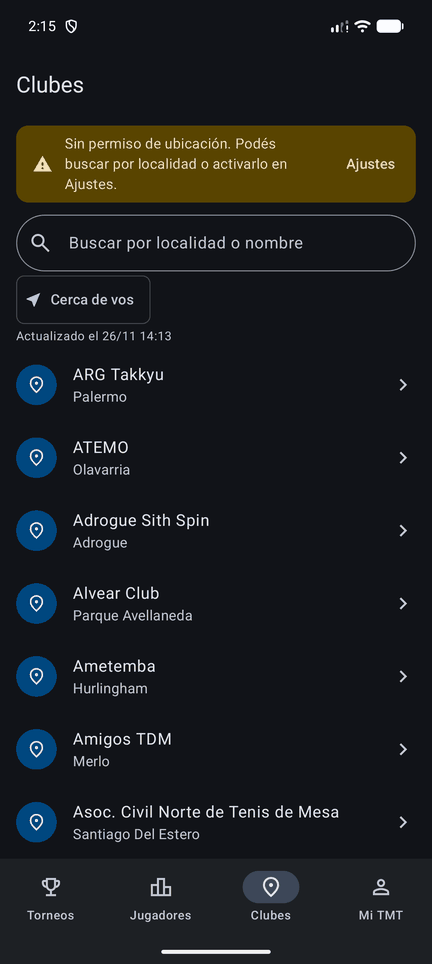 2:15
Clubes
Sin permiso de ubicación. Podés
buscar por localidad o activarlo en
Ajustes.
Ajustes
Buscar por localidad o nombre
Cerca de vos
Actualizado el 26/11 14:13
ARG Takkyu
Palermo
ATEMO
Olavarria
Adrogue Sith Spin
Adrogue
Alvear Club
Parque Avellaneda
Ametemba
Hurlingham
Amigos TDM
Merlo
Asoc. Civil Norte de Tenis de Mesa
Santiago Del Estero
Torneos
Jugadores
Clubes
Mi TMT